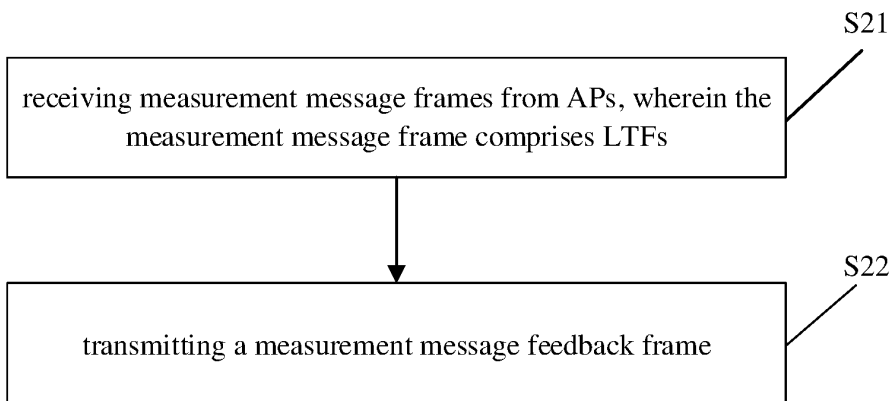 S21
receiving measurement message frames from APs, wherein the
measurement message frame comprises LTFs
S22
transmitting a measurement message feedback frame